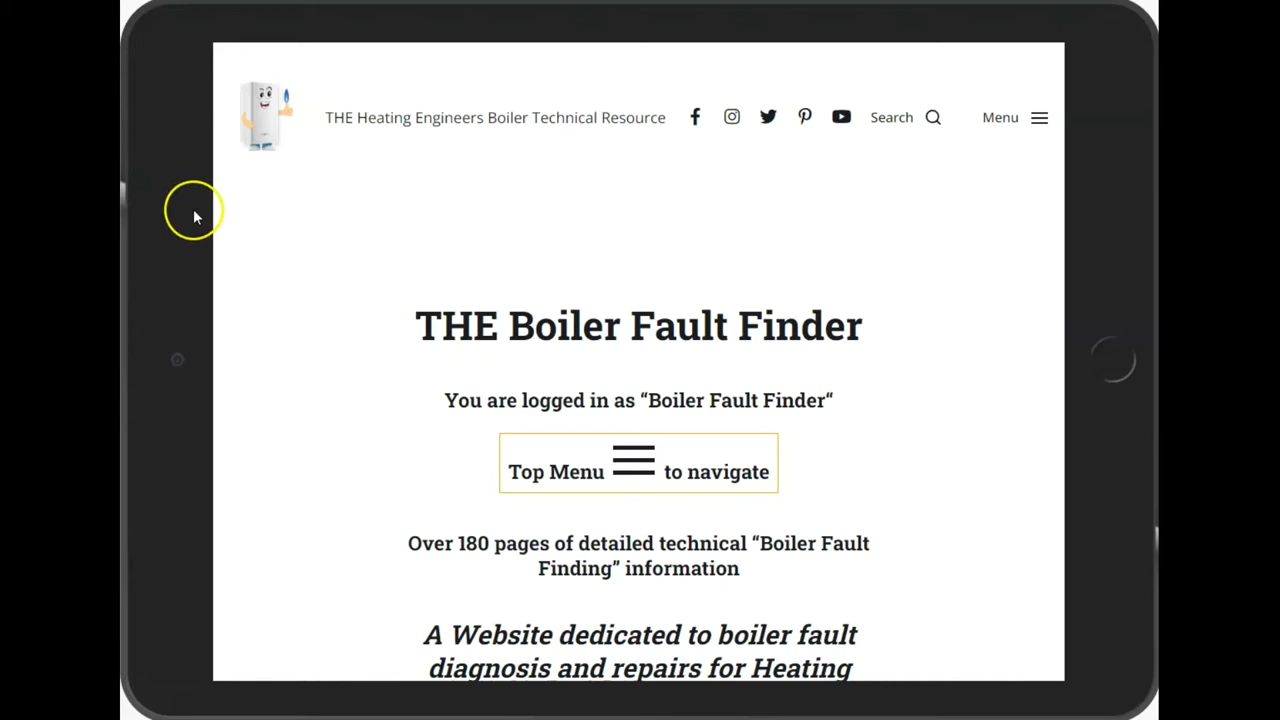 THE Heating Engineers Boiler Technical Resource
Search
Menu
THE Boiler Fault Finder
You are logged in as “Boiler Fault Finder“
Top Menu to navigate
Over 180 pages of detailed technical “Boiler Fault
Finding” information
A Website dedicated to boiler fault
diagnosis and repairs for Heating